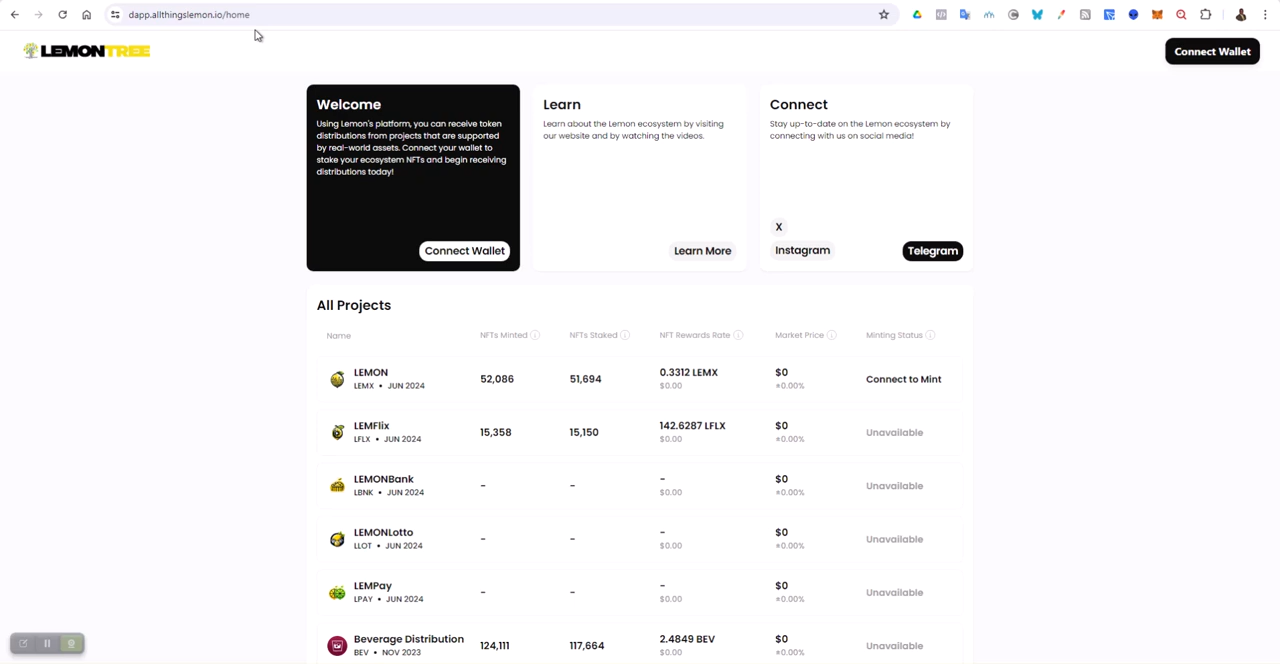 dapp.allthingslemon.io/home
LEMONTREE
Connect Wallet
Welcome
Using Lemon's platform, you can receive token
distributions from projects that are supported
by real-world assets. Connect your wallet to
stake your ecosystem NFTs and begin receiving
distributions today!
Connect Wallet
Learn
Learn about the Lemon ecosystem by visiting
our website and by watching the videos.
Learn More
Connect
Stay up-to-date on the Lemon ecosystem by
connecting with us on social media!
X
Instagram
Telegram
All Projects
Name NFTs Minted NFTs Staked NFT Rewards Rate Market Price Minting Status
LEMON 52,086 51,694 0.3312 LEMX $0 Connect to Mint
LEMX • JUN 2024 $0.00 ±0.00%
LEMFlix 15,358 15,150 142.6287 LFLX $0 Unavailable
LFLX • JUN 2024 $0.00 ±0.00%
LEMONBank - - - $0 Unavailable
LBNK • JUN 2024 $0.00 ±0.00%
LEMONLotto - - - $0 Unavailable
LLOT • JUN 2024 $0.00 ±0.00%
LEMPay - - - $0 Unavailable
LPAY • JUN 2024 $0.00 ±0.00%
Beverage Distribution 124,111 117,664 2.4849 BEV $0 Unavailable
BEV • NOV 2023 $0.00 ±0.00%